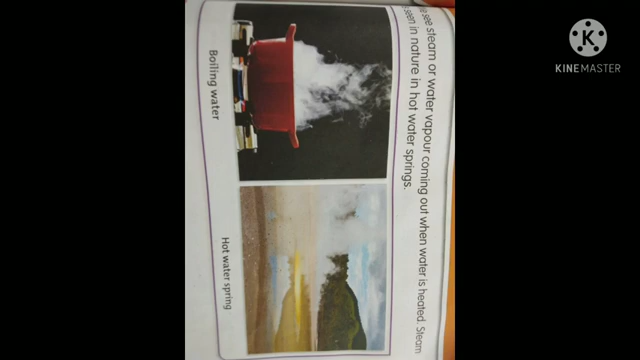 see steam or water vapour coming out when water is heated. Steam
seen in nature in hot water springs.
Boiling water
Hot water spring
KINEMASTER